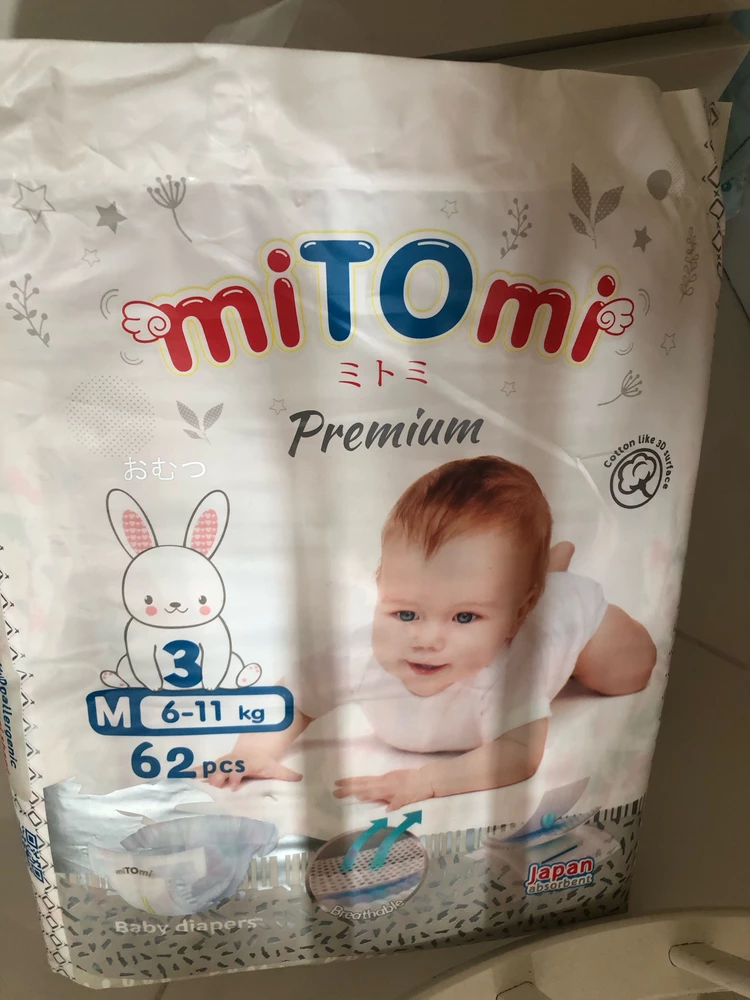 miTOmi
ミトミ
Premium
Cotton like 3D surface
おむつ
3
M 6-11 kg
62 pcs
miTOmi
Baby diapers
Breathable
Japan
absorbent